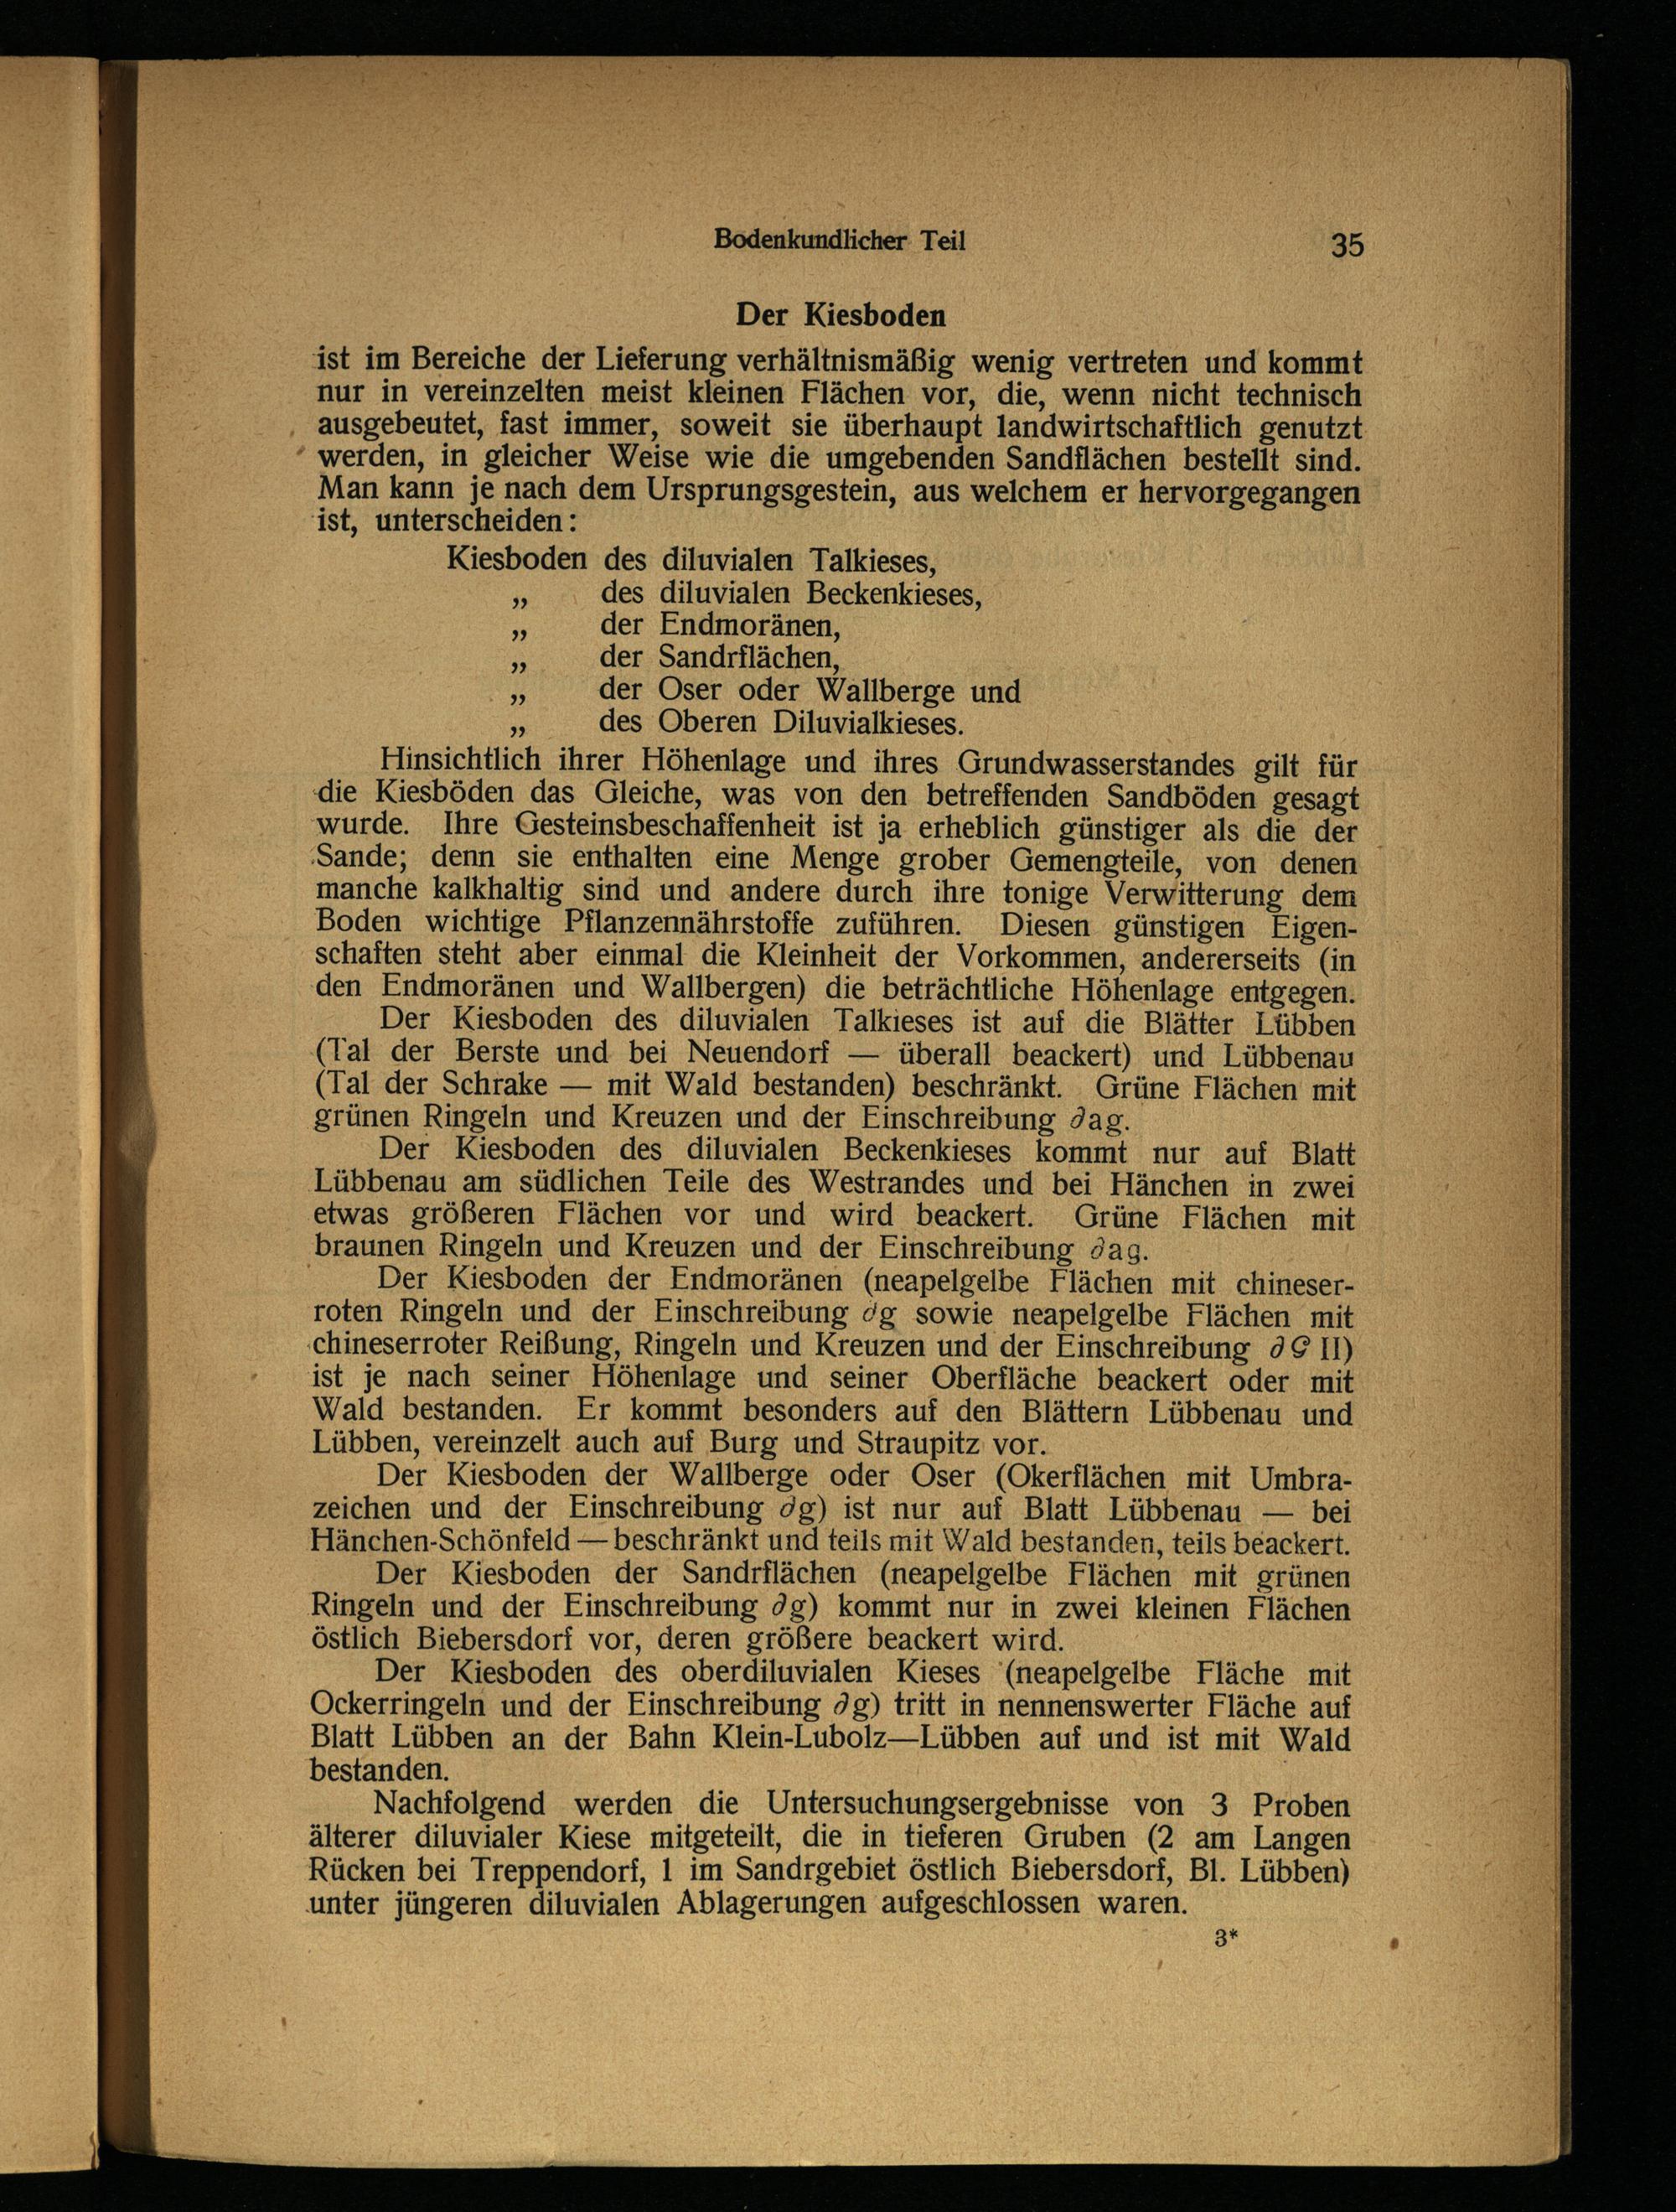 Bodenkundlicher Teil 35
Der Kiesboden
ist im Bereiche der Lieferung verhältnismäßig wenig vertreten und kommt
nur in vereinzelten meist kleinen Flächen vor, die, wenn nicht technisch
ausgebeutet, fast immer, soweit sie überhaupt landwirtschaftlich genutzt
werden, in gleicher Weise wie die umgebenden Sandflächen bestellt sind.
Man kann je nach dem Ursprungsgestein, aus welchem er hervorgegangen
ist, unterscheiden:
Kiesboden des diluvialen Talkieses,
„ des diluvialen Beckenkieses,
„ der Endmoränen,
„ der Sandrflächen,
„ der Oser oder Wallberge und
„ des Oberen Diluvialkieses.
Hinsichtlich ihrer Höhenlage und ihres Grundwasserstandes gilt für
die Kiesböden das Gleiche, was von den betreffenden Sandböden gesagt
wurde. Ihre Gesteinsbeschaffenheit ist ja erheblich günstiger als die der
Sande; denn sie enthalten eine Menge grober Gemengteile, von denen
manche kalkhaltig sind und andere durch ihre tonige Verwitterung dem
Boden wichtige Pflanzennährstoffe zuführen. Diesen günstigen Eigen-
schaften steht aber einmal die Kleinheit der Vorkommen, andererseits (in
den Endmoränen und Wallbergen) die beträchtliche Höhenlage entgegen.
Der Kiesboden des diluvialen Talkieses ist auf die Blätter Lübben
(Tal der Berste und bei Neuendorf — überall beackert) und Lübbenau
(Tal der Schrake — mit Wald bestanden) beschränkt. Grüne Flächen mit
grünen Ringeln und Kreuzen und der Einschreibung ∂ag.
Der Kiesboden des diluvialen Beckenkieses kommt nur auf Blatt
Lübbenau am südlichen Teile des Westrandes und bei Hänchen in zwei
etwas größeren Flächen vor und wird beackert. Grüne Flächen mit
braunen Ringeln und Kreuzen und der Einschreibung ∂ag.
Der Kiesboden der Endmoränen (neapelgelbe Flächen mit chineser-
roten Ringeln und der Einschreibung ∂g sowie neapelgelbe Flächen mit
chineserroter Reißung, Ringeln und Kreuzen und der Einschreibung ∂G II)
ist je nach seiner Höhenlage und seiner Oberfläche beackert oder mit
Wald bestanden. Er kommt besonders auf den Blättern Lübbenau und
Lübben, vereinzelt auch auf Burg und Straupitz vor.
Der Kiesboden der Wallberge oder Oser (Okerflächen mit Umbra-
zeichen und der Einschreibung ∂g) ist nur auf Blatt Lübbenau — bei
Hänchen-Schönfeld — beschränkt und teils mit Wald bestanden, teils beackert.
Der Kiesboden der Sandrflächen (neapelgelbe Flächen mit grünen
Ringeln und der Einschreibung ∂g) kommt nur in zwei kleinen Flächen
östlich Biebersdorf vor, deren größere beackert wird.
Der Kiesboden des oberdiluvialen Kieses (neapelgelbe Fläche mit
Ockerringeln und der Einschreibung ∂g) tritt in nennenswerter Fläche auf
Blatt Lübben an der Bahn Klein-Lubolz—Lübben auf und ist mit Wald
bestanden.
Nachfolgend werden die Untersuchungsergebnisse von 3 Proben
älterer diluvialer Kiese mitgeteilt, die in tieferen Gruben (2 am Langen
Rücken bei Treppendorf, 1 im Sandrgebiet östlich Biebersdorf, Bl. Lübben)
unter jüngeren diluvialen Ablagerungen aufgeschlossen waren.
3*